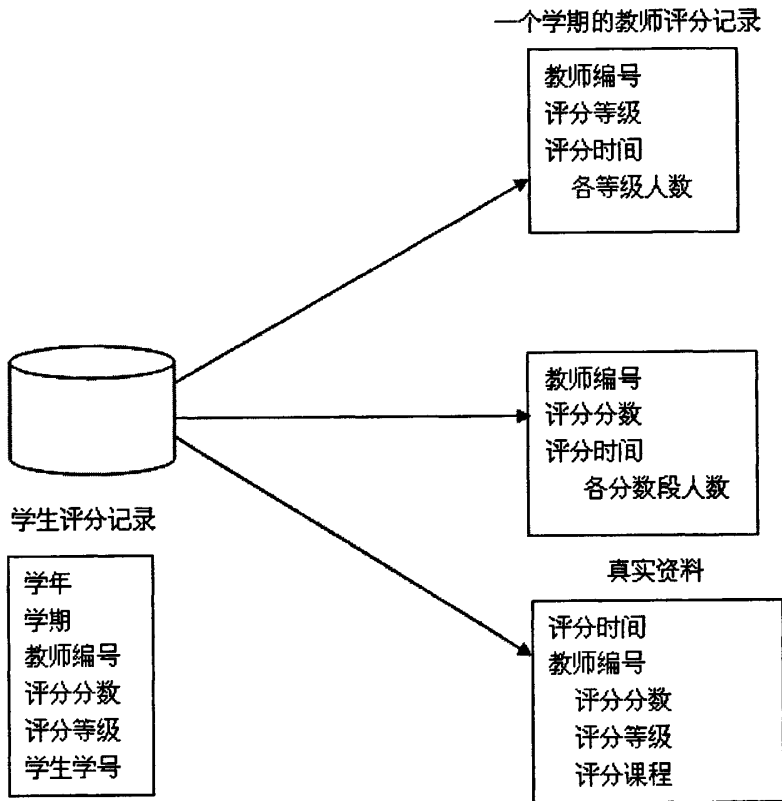 一个学期的教师评分记录
教师编号
评分等级
评分时间
各等级人数
教师编号
评分分数
评分时间
各分数段人数
学生评分记录
学年
学期
教师编号
评分分数
评分等级
学生学号
真实资料
评分时间
教师编号
评分分数
评分等级
评分课程